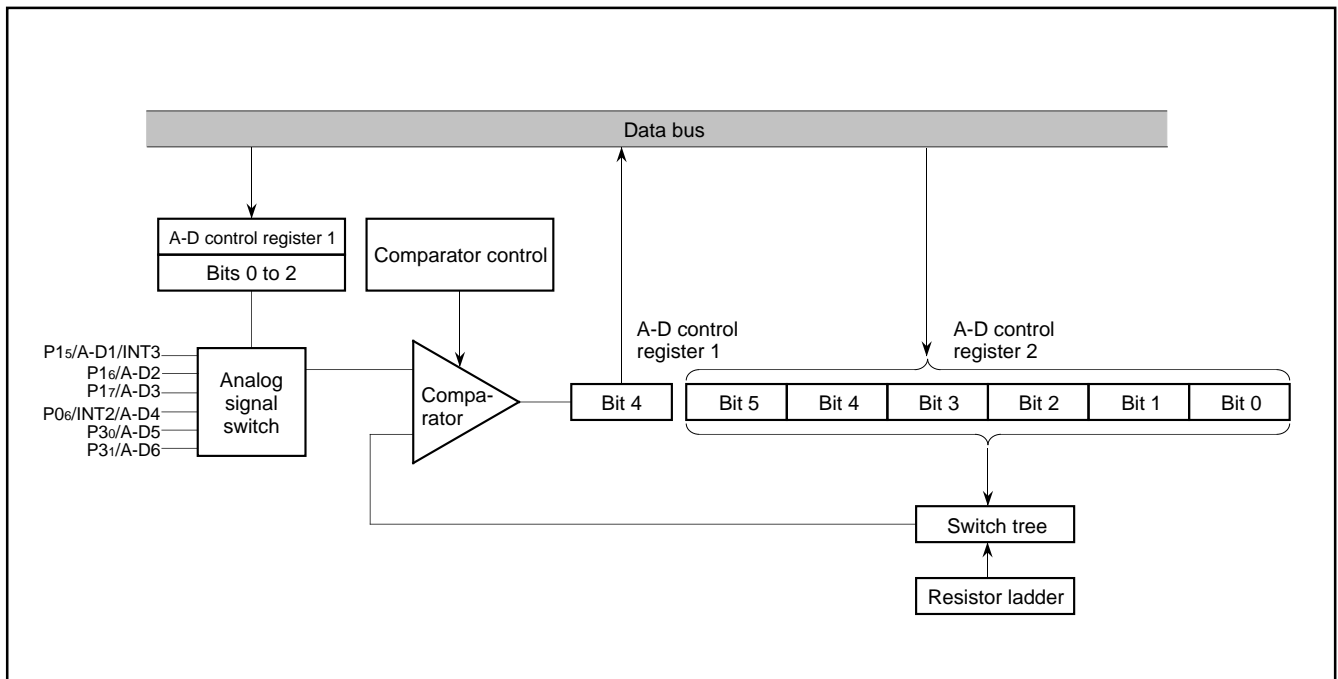 Data bus
A-D control register 1
Bits 0 to 2
Comparator control
A-D control
register 1
A-D control
register 2
P15/A-D1/INT3
P16/A-D2
P17/A-D3
P06/INT2/A-D4
P30/A-D5
P31/A-D6
Analog
signal
switch
Compa-
rator
Bit 4
Bit 5
Bit 4
Bit 3
Bit 2
Bit 1
Bit 0
Switch tree
Resistor ladder